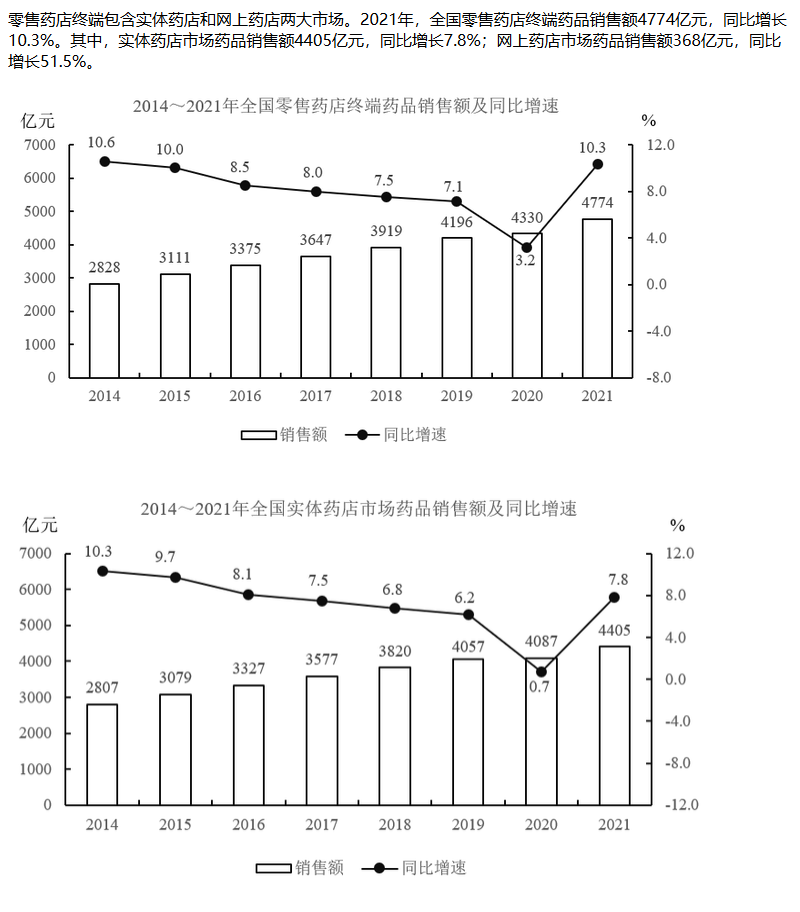 零售药店终端包含实体药店和网上药店两大市场。2021年，全国零售药店终端药品销售额4774亿元，同比增长
10.3%。其中，实体药店市场药品销售额4405亿元，同比增长7.8%；网上药店市场药品销售额368亿元，同比
增长51.5%。
2014～2021年全国零售药店终端药品销售额及同比增速
亿元 %
7000 10.6 10.0 8.5 8.0 7.5 7.1 10.3 12.0
6000 8.0
5000 2828 3111 3375 3647 3919 4196 4330 4774
4000 3.2 4.0
3000 0.0
2000 -4.0
1000
0 -8.0
2014 2015 2016 2017 2018 2019 2020 2021
销售额 同比增速
2014～2021年全国实体药店市场药品销售额及同比增速
亿元 %
7000 10.3 9.7 8.1 7.5 6.8 6.2 7.8 12.0
6000 8.0
5000 2807 3079 3327 3577 3820 4057 4087 4405
4000 4.0
3000 0.7 0.0
2000 -4.0
1000 -8.0
0 -12.0
2014 2015 2016 2017 2018 2019 2020 2021
销售额 同比增速